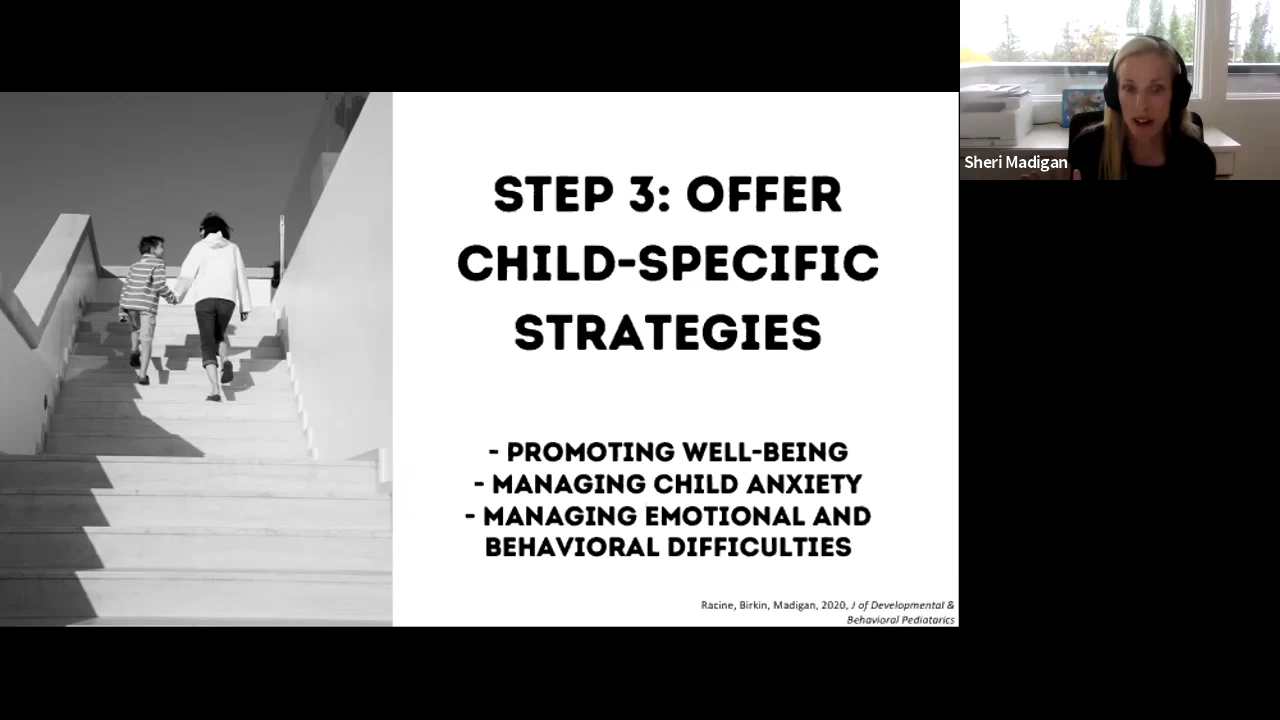 Sheri Madigan
STEP 3: OFFER
CHILD-SPECIFIC
STRATEGIES
- PROMOTING WELL-BEING
- MANAGING CHILD ANXIETY
- MANAGING EMOTIONAL AND
BEHAVIORAL DIFFICULTIES
Racine, Birkin, Madigan, 2020, J of Developmental &
Behavioral Pediatarics